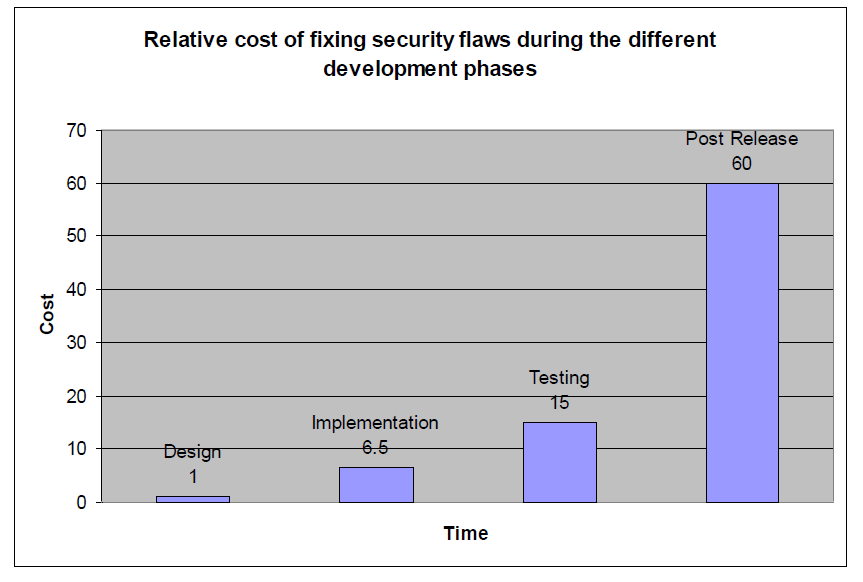 Relative cost of fixing security flaws during the different
development phases
70
60
50
40
30
20
10
0
Cost
Design
1
Implementation
6.5
Testing
15
Post Release
60
Time